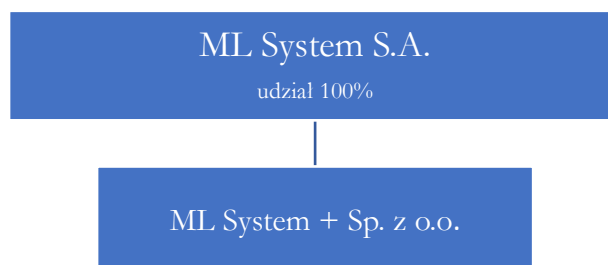 ML System S.A.
udział 100%
ML System + Sp. z o.o.